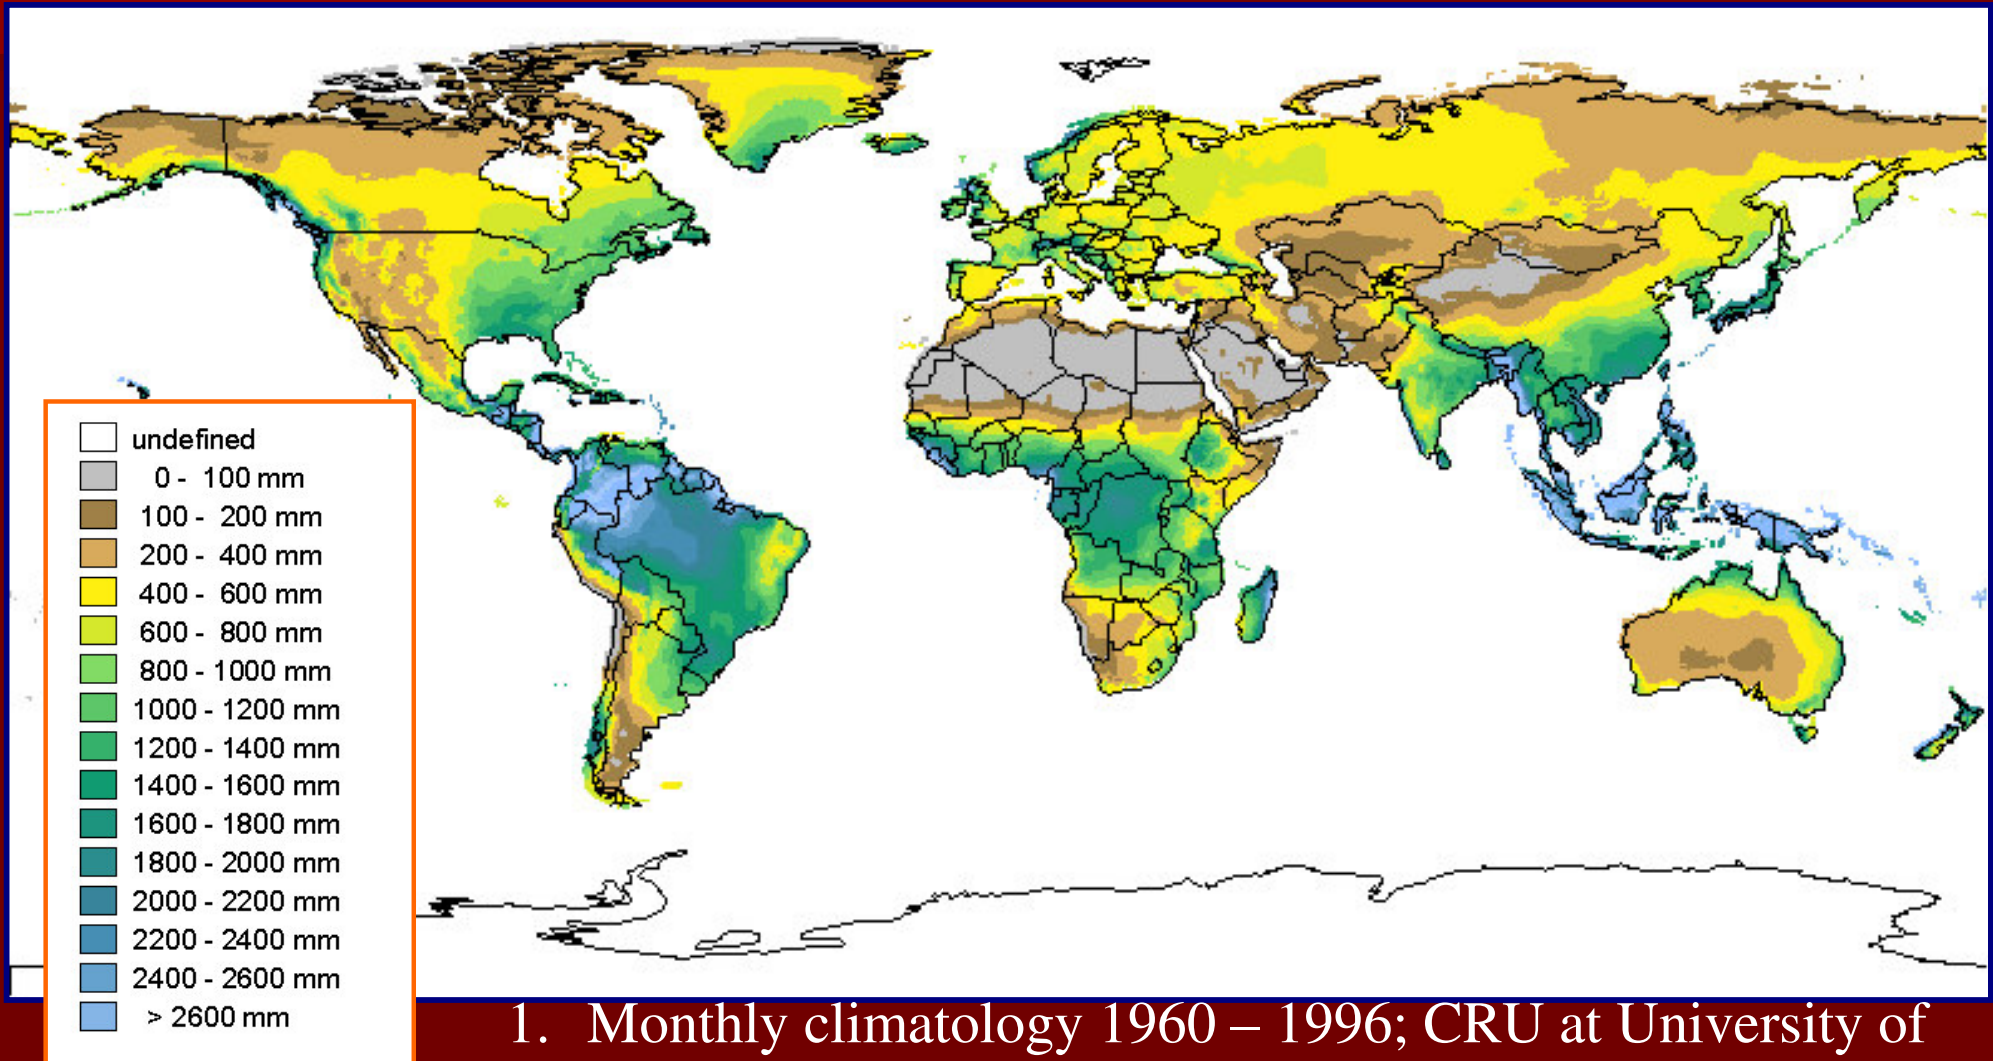 undefined
0 - 100 mm
100 - 200 mm
200 - 400 mm
400 - 600 mm
600 - 800 mm
800 - 1000 mm
1000 - 1200 mm
1200 - 1400 mm
1400 - 1600 mm
1600 - 1800 mm
1800 - 2000 mm
2000 - 2200 mm
2200 - 2400 mm
2400 - 2600 mm
> 2600 mm
1. Monthly climatology 1960 – 1996; CRU at University of